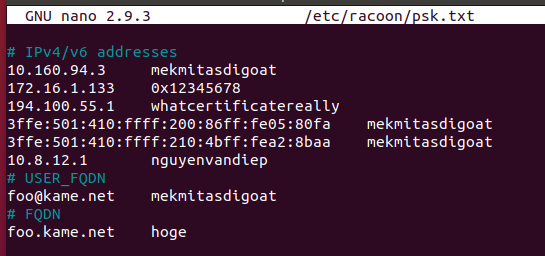 GNU nano 2.9.3 /etc/racoon/psk.txt
# IPv4/v6 addresses
10.160.94.3 mekmitasdigoat
172.16.1.133 0x12345678
194.100.55.1 whatcertificatereally
3ffe:501:410:ffff:200:86ff:fe05:80fa mekmitasdigoat
3ffe:501:410:ffff:210:4bff:fea2:8baa mekmitasdigoat
10.8.12.1 nguyenvandiep
# USER_FQDN
foo@kame.net mekmitasdigoat
# FQDN
foo.kame.net hoge